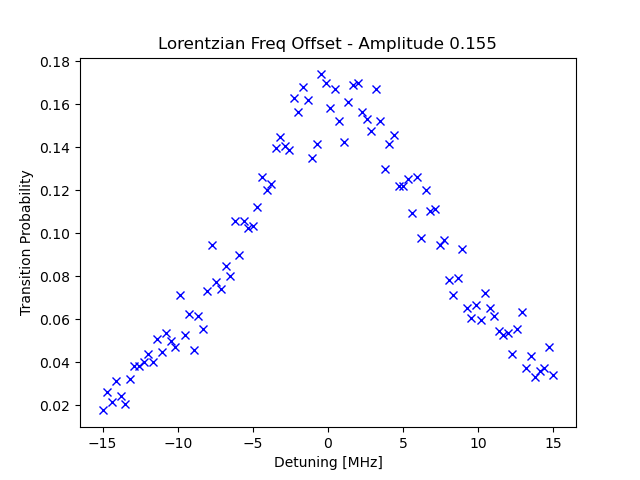 Lorentzian Freq Offset - Amplitude 0.155
Transition Probability
0.18
0.16
0.14
0.12
0.10
0.08
0.06
0.04
0.02
−15 −10 −5 0 5 10 15
Detuning [MHz]